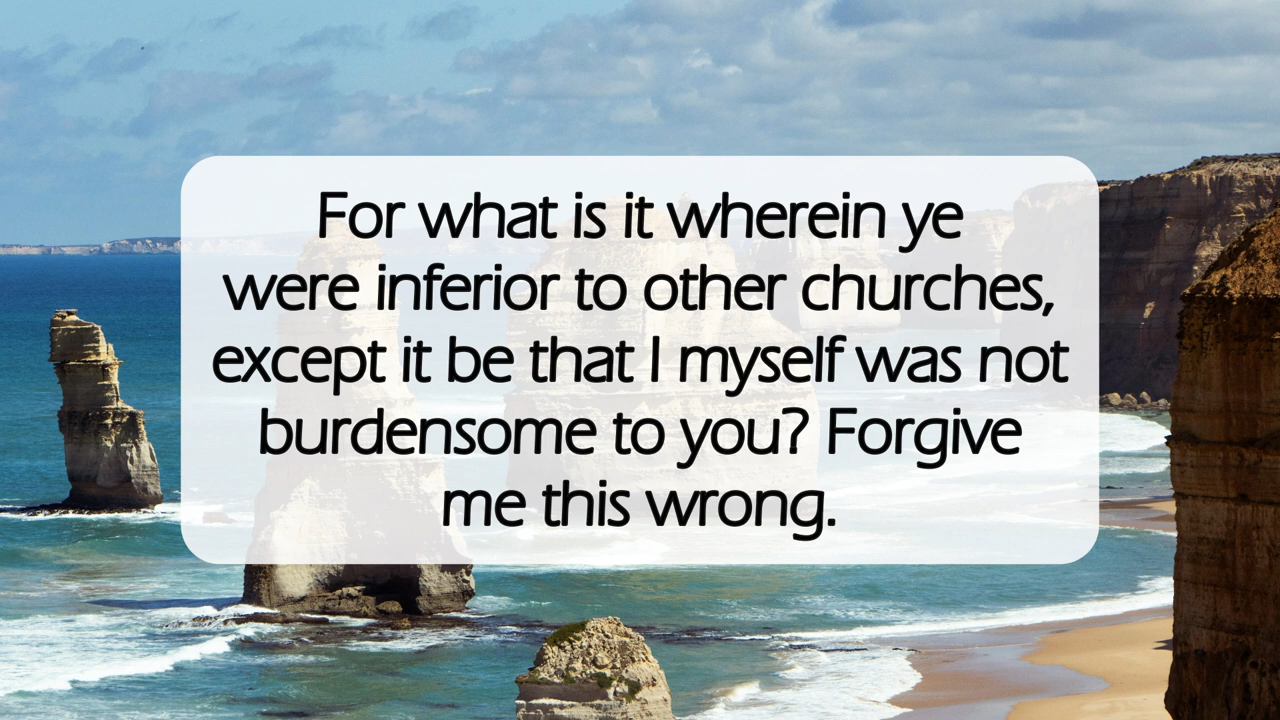 For what is it wherein ye
were inferior to other churches,
except it be that I myself was not
burdensome to you? Forgive
me this wrong.